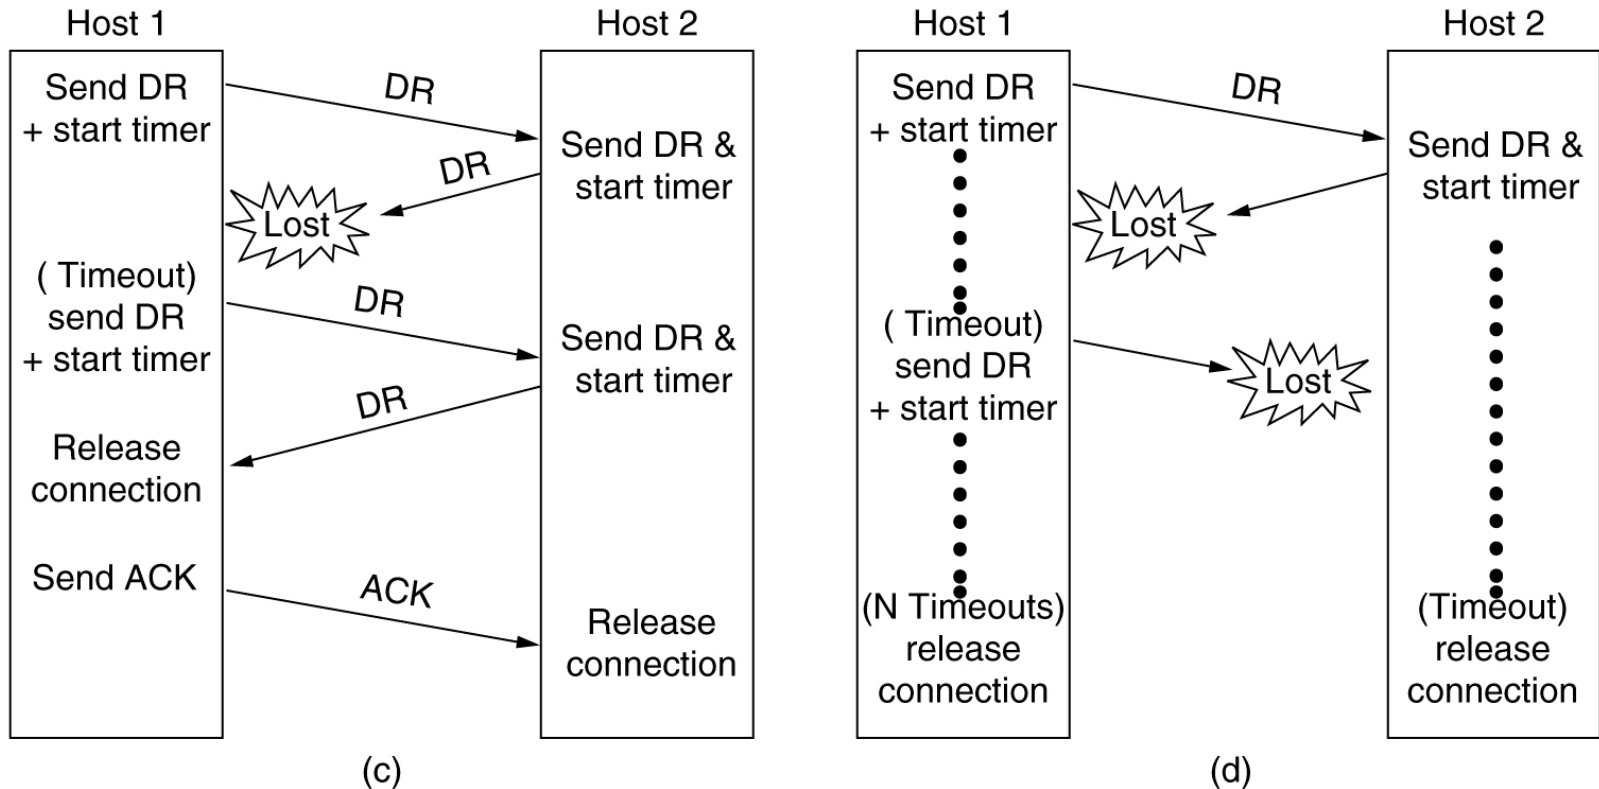 Host 1
Host 2
Send DR
+ start timer
DR
Send DR &
start timer
DR
Lost
( Timeout)
send DR
+ start timer
DR
Send DR &
start timer
DR
Release
connection
Send ACK
ACK
Release
connection
(c)
Host 1
Host 2
Send DR
+ start timer
DR
Send DR &
start timer
Lost
( Timeout)
send DR
+ start timer
Lost
(N Timeouts)
release
connection
(Timeout)
release
connection
(d)